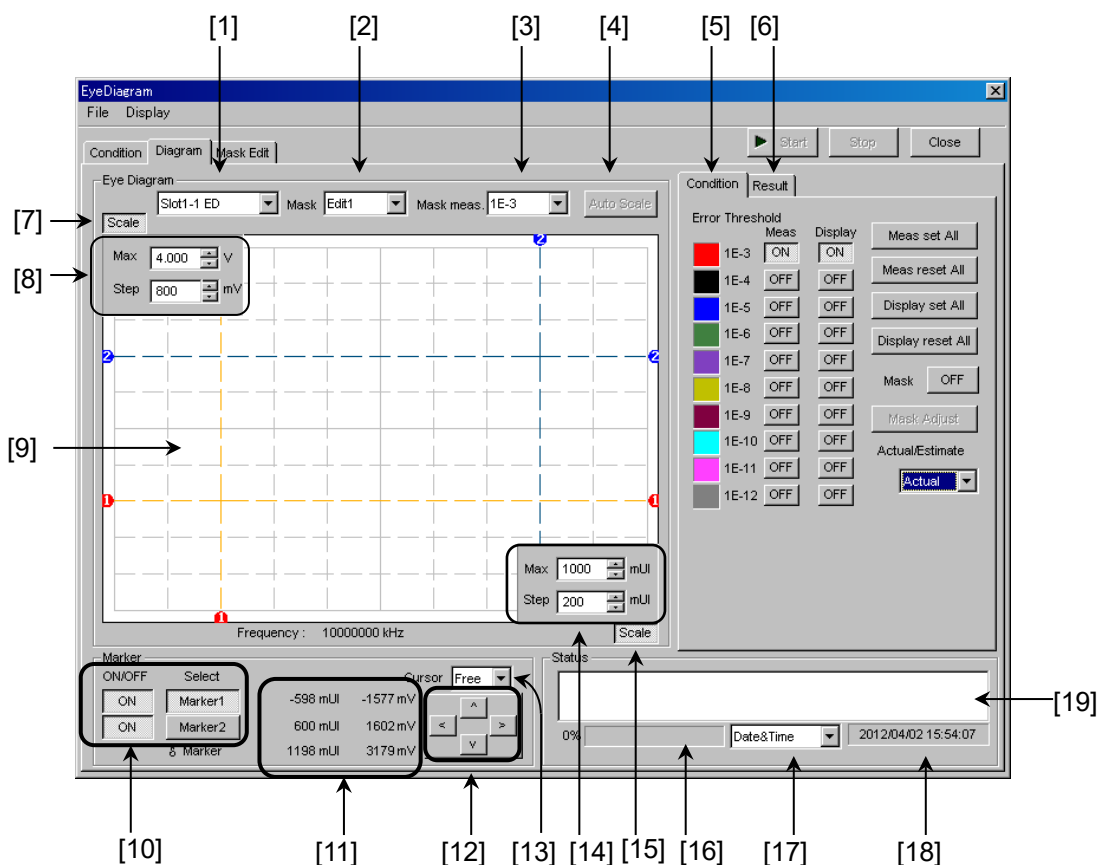 [1] [2] [3] [4] [5] [6]
EyeDiagram
File Display
Condition Diagram Mask Edit
Start Stop Close
Eye Diagram
Slot1-1 ED Mask Edit1 Mask meas. 1E-3 Auto Scale
[7] Scale
[8]
Max 4.000 V
Step 800 mV
2
2 2
[9]
1 1
1
Max 1000 mUI
Step 200 mUI
Frequency : 10000000 kHz Scale
Condition Result
Error Threshold
Meas Display
1E-3 ON ON
1E-4 OFF OFF
1E-5 OFF OFF
1E-6 OFF OFF
1E-7 OFF OFF
1E-8 OFF OFF
1E-9 OFF OFF
1E-10 OFF OFF
1E-11 OFF OFF
1E-12 OFF OFF
Meas set All
Meas reset All
Display set All
Display reset All
Mask OFF
Mask Adjust
Actual/Estimate
Actual
Marker
ON/OFF Select Cursor Free
ON Marker1 -598 mUI -1577 mV
ON Marker2 600 mUI 1602 mV
δ Marker 1198 mUI 3179 mV
^
< >
v
Status
[19]
0% Date&Time 2012/04/02 15:54:07
[10] [11] [12] [13] [14] [15] [16] [17] [18]